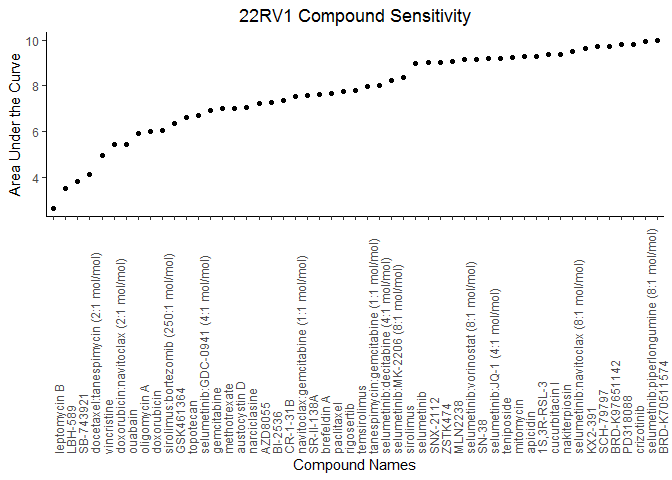 22RV1 Compound Sensitivity
Area Under the Curve
10
8
6
4
leptomycin B
LBH-589
SB-743921
docetaxel:tanespimycin (2:1 mol/mol)
vincristine
doxorubicin:navitoclax (2:1 mol/mol)
ouabain
oligomycin A
doxorubicin
sirolimus:bortezomib (250:1 mol/mol)
GSK461364
topotecan
selumetinib:GDC-0941 (4:1 mol/mol)
gemcitabine
methotrexate
austocystin D
narciclasine
AZD8055
BI-2536
CR-1-31B
navitoclax:gemcitabine (1:1 mol/mol)
SR-II-138A
brefeldin A
paclitaxel
rigosertib
temsirolimus
tanespimycin:gemcitabine (1:1 mol/mol)
selumetinib:decitabine (4:1 mol/mol)
selumetinib:MK-2206 (8:1 mol/mol)
sirolimus
selumetinib
SNX-2112
ZSTK474
MLN2238
selumetinib:vorinostat (8:1 mol/mol)
SN-38
selumetinib:JQ-1 (4:1 mol/mol)
teniposide
mitomycin
apicidin
1S,3R-RSL-3
cucurbitacin I
nakiterpiosin
selumetinib:navitoclax (8:1 mol/mol)
KX2-391
SCH-79797
BRD-K97651142
PD318088
crizotinib
selumetinib:piperlongumine (8:1 mol/mol)
BRD-K70511574
Compound Names